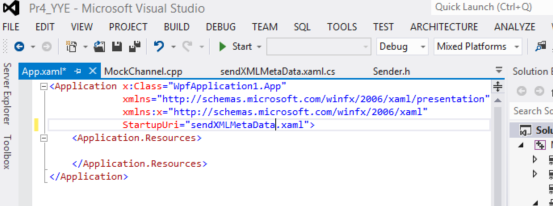 Pr4_YYE - Microsoft Visual Studio
Quick Launch (Ctrl+Q)
FILE EDIT VIEW PROJECT BUILD DEBUG TEAM SQL TOOLS TEST ARCHITECTURE ANALYZE
Start Debug Mixed Platforms
App.xaml* MockChannel.cpp sendXMLMetaData.xaml.cs Sender.h
Solution E
Server Explorer
Toolbox
<Application x:Class="WpfApplication1.App"
xmlns="http://schemas.microsoft.com/winfx/2006/xaml/presentation"
xmlns:x="http://schemas.microsoft.com/winfx/2006/xaml"
StartupUri="sendXMLMetaData.xaml">
<Application.Resources>
</Application.Resources>
</Application>
Search So
Solu